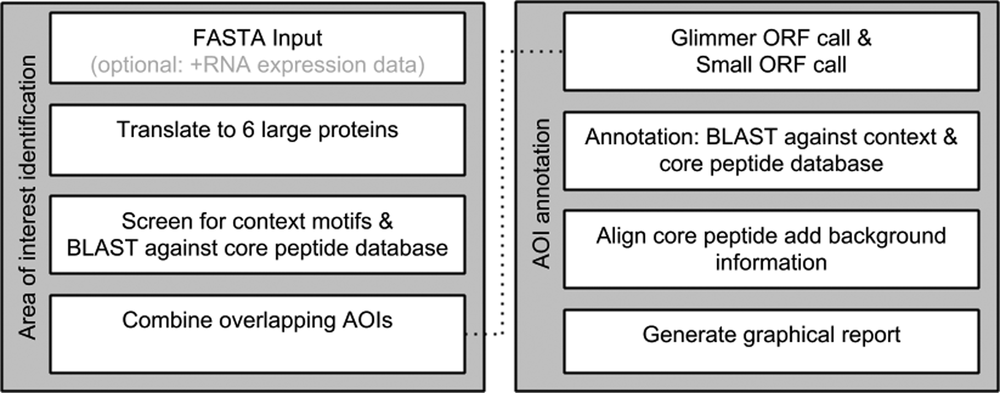 Area of interest identification
FASTA Input
(optional: +RNA expression data)
Translate to 6 large proteins
Screen for context motifs &
BLAST against core peptide database
Combine overlapping AOIs
AOI annotation
Glimmer ORF call &
Small ORF call
Annotation: BLAST against context &
core peptide database
Align core peptide add background
information
Generate graphical report